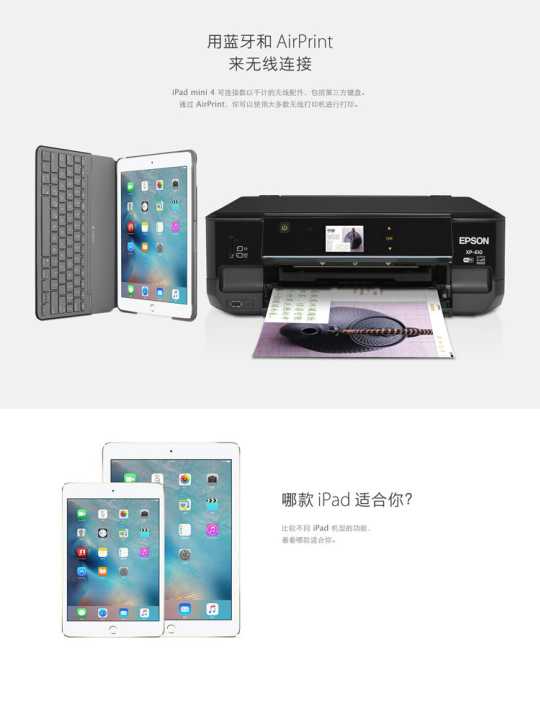 用蓝牙和 AirPrint
来无线连接
iPad mini 4 可连接数以千计的无线配件，包括第三方键盘。
通过 AirPrint，你可以使用大多数无线打印机进行打印。
EPSON
XP-610
哪款 iPad 适合你？
比较不同 iPad 机型的功能，
看看哪款适合你。